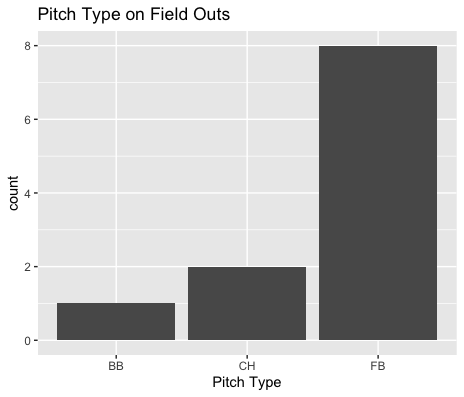 Pitch Type on Field Outs
8
6
4
2
0
count
BB CH FB
Pitch Type